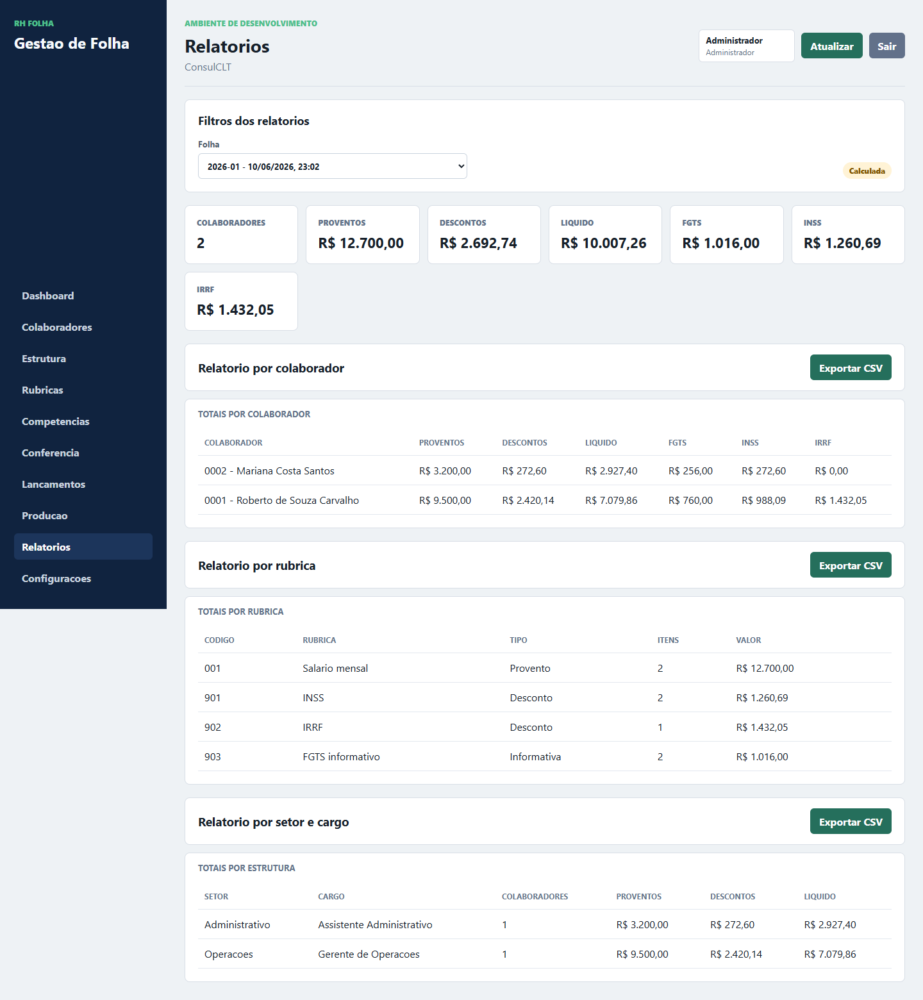 RH FOLHA
Gestao de Folha
Dashboard
Colaboradores
Estrutura
Rubricas
Competencias
Conferencia
Lancamentos
Producao
Relatorios
Configuracoes
AMBIENTE DE DESENVOLVIMENTO
Relatorios
ConsulCLT
Administrador
Administrador
Atualizar
Sair
Filtros dos relatorios
Folha
2026-01 - 10/06/2026, 23:02
Calculada
COLABORADORES
2
PROVENTOS
R$ 12.700,00
DESCONTOS
R$ 2.692,74
LIQUIDO
R$ 10.007,26
FGTS
R$ 1.016,00
INSS
R$ 1.260,69
IRRF
R$ 1.432,05
Relatorio por colaborador
Exportar CSV
TOTAIS POR COLABORADOR
COLABORADOR PROVENTOS DESCONTOS LIQUIDO FGTS INSS IRRF
0002 - Mariana Costa Santos R$ 3.200,00 R$ 272,60 R$ 2.927,40 R$ 256,00 R$ 272,60 R$ 0,00
0001 - Roberto de Souza Carvalho R$ 9.500,00 R$ 2.420,14 R$ 7.079,86 R$ 760,00 R$ 988,09 R$ 1.432,05
Relatorio por rubrica
Exportar CSV
TOTAIS POR RUBRICA
CODIGO RUBRICA TIPO ITENS VALOR
001 Salario mensal Provento 2 R$ 12.700,00
901 INSS Desconto 2 R$ 1.260,69
902 IRRF Desconto 1 R$ 1.432,05
903 FGTS informativo Informativa 2 R$ 1.016,00
Relatorio por setor e cargo
Exportar CSV
TOTAIS POR ESTRUTURA
SETOR CARGO COLABORADORES PROVENTOS DESCONTOS LIQUIDO
Administrativo Assistente Administrativo 1 R$ 3.200,00 R$ 272,60 R$ 2.927,40
Operacoes Gerente de Operacoes 1 R$ 9.500,00 R$ 2.420,14 R$ 7.079,86